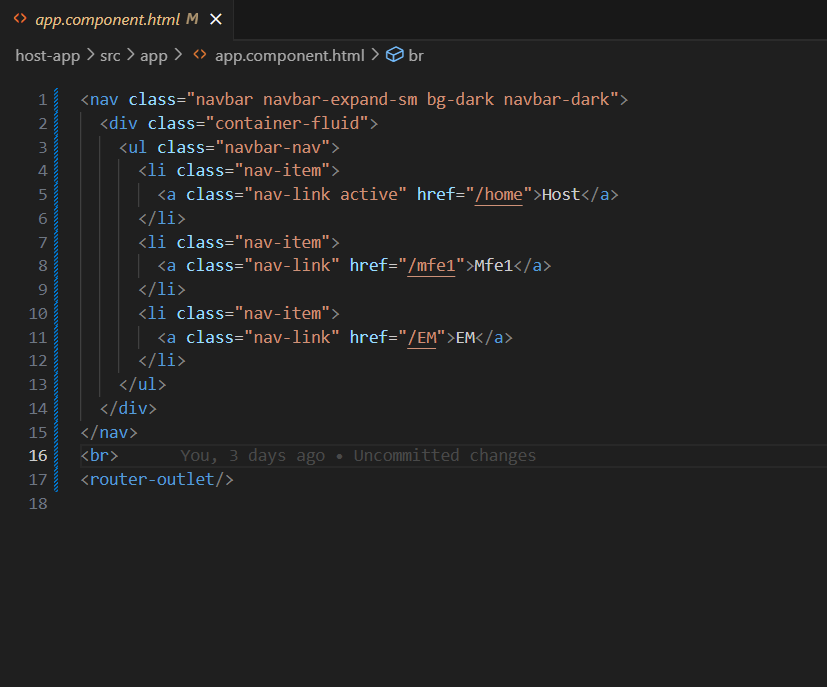 app.component.html M
host-app > src > app > app.component.html > br
1 <nav class="navbar navbar-expand-sm bg-dark navbar-dark">
2 <div class="container-fluid">
3 <ul class="navbar-nav">
4 <li class="nav-item">
5 <a class="nav-link active" href="/home">Host</a>
6 </li>
7 <li class="nav-item">
8 <a class="nav-link" href="/mfe1">Mfe1</a>
9 </li>
10 <li class="nav-item">
11 <a class="nav-link" href="/EM">EM</a>
12 </li>
13 </ul>
14 </div>
15 </nav>
16 <br> You, 3 days ago • Uncommitted changes
17 <router-outlet/>
18